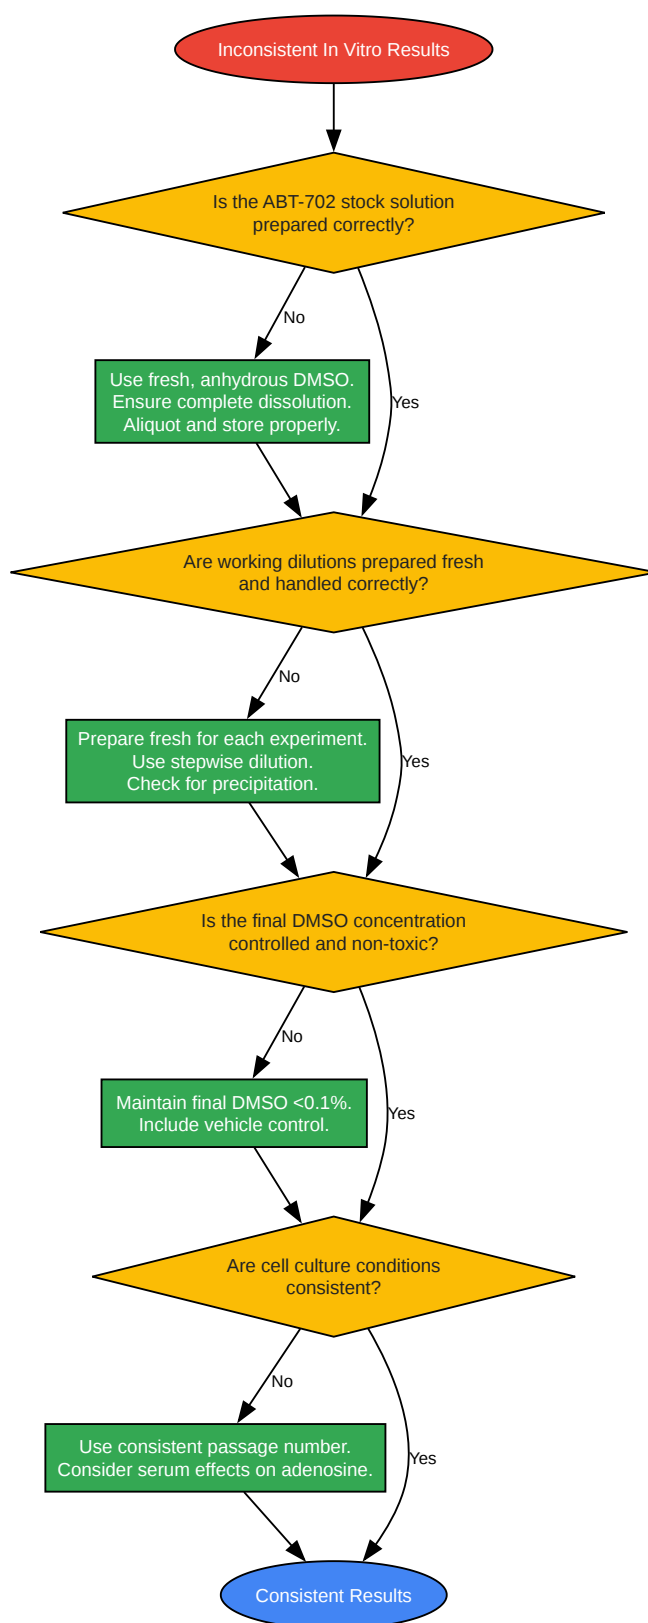 Inconsistent In Vitro Results
Is the ABT-702 stock solution
prepared correctly?
No
Use fresh, anhydrous DMSO.
Ensure complete dissolution.
Aliquot and store properly.
Yes
Are working dilutions prepared fresh
and handled correctly?
No
Prepare fresh for each experiment.
Use stepwise dilution.
Check for precipitation.
Yes
Is the final DMSO concentration
controlled and non-toxic?
No
Maintain final DMSO <0.1%.
Include vehicle control.
Yes
Are cell culture conditions
consistent?
No
Use consistent passage number.
Consider serum effects on adenosine.
Yes
Consistent Results